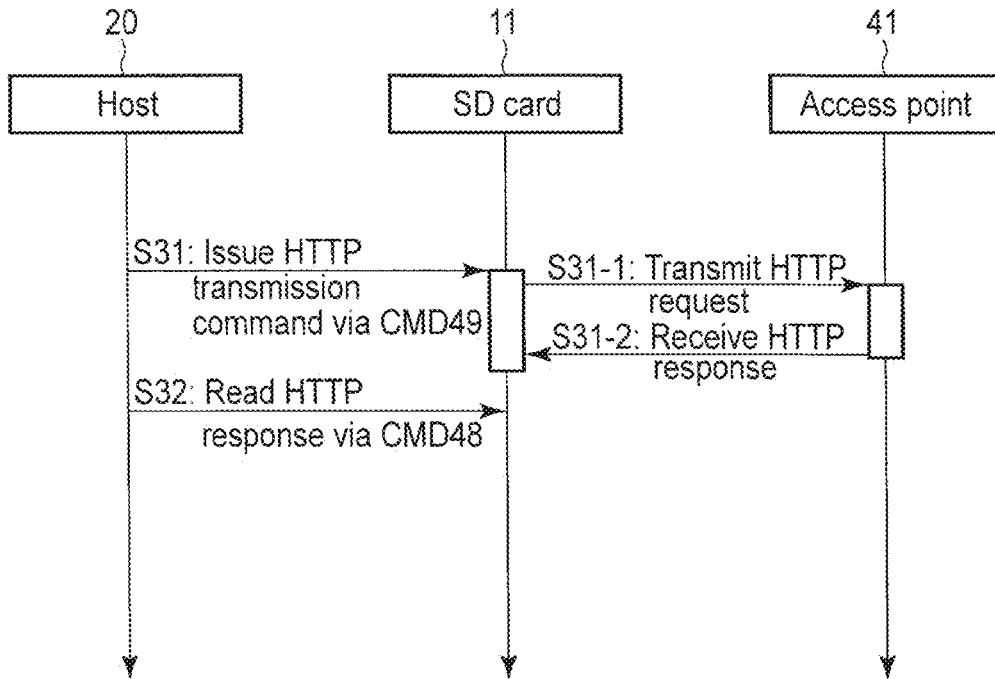 20
11
41
Host
SD card
Access point
S31: Issue HTTP
transmission
command via CMD49
S31-1: Transmit HTTP
request
S31-2: Receive HTTP
response
S32: Read HTTP
response via CMD48